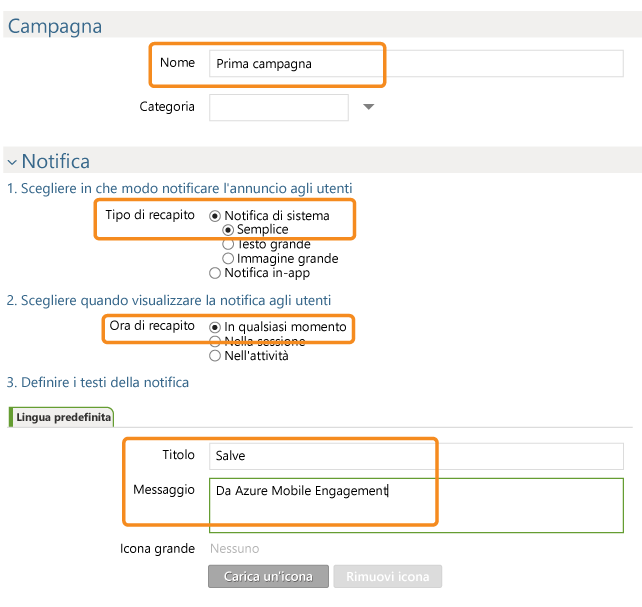 Campagna
Nome Prima campagna
Categoria
Notifica
1. Scegliere in che modo notificare l'annuncio agli utenti
Tipo di recapito Notifica di sistema
Semplice
Testo grande
Immagine grande
Notifica in-app
2. Scegliere quando visualizzare la notifica agli utenti
Ora di recapito In qualsiasi momento
Nella sessione
Nell'attività
3. Definire i testi della notifica
Lingua predefinita
Titolo Salve
Messaggio Da Azure Mobile Engagement
Icona grande Nessuno
Carica un'icona Rimuovi icona